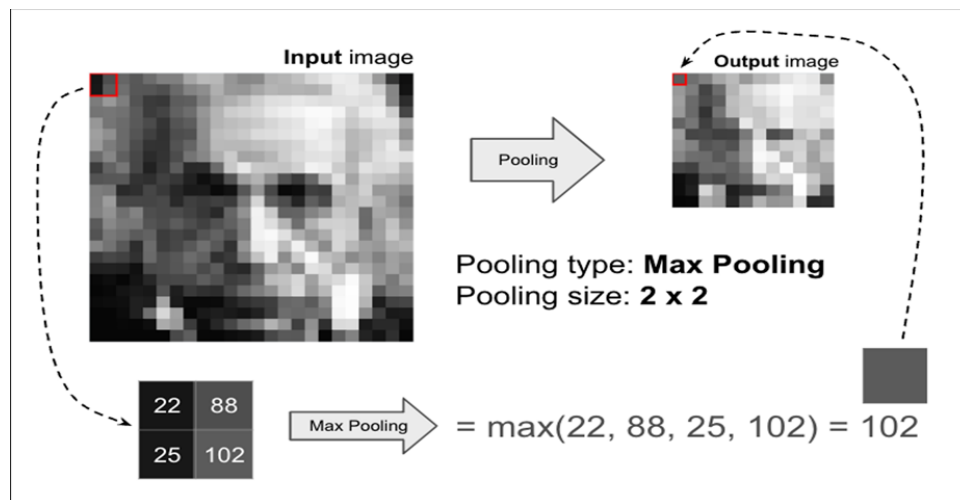 Input image
Output image
Pooling
Pooling type: Max Pooling
Pooling size: 2 x 2
22 88
25 102
Max Pooling
= max(22, 88, 25, 102) = 102